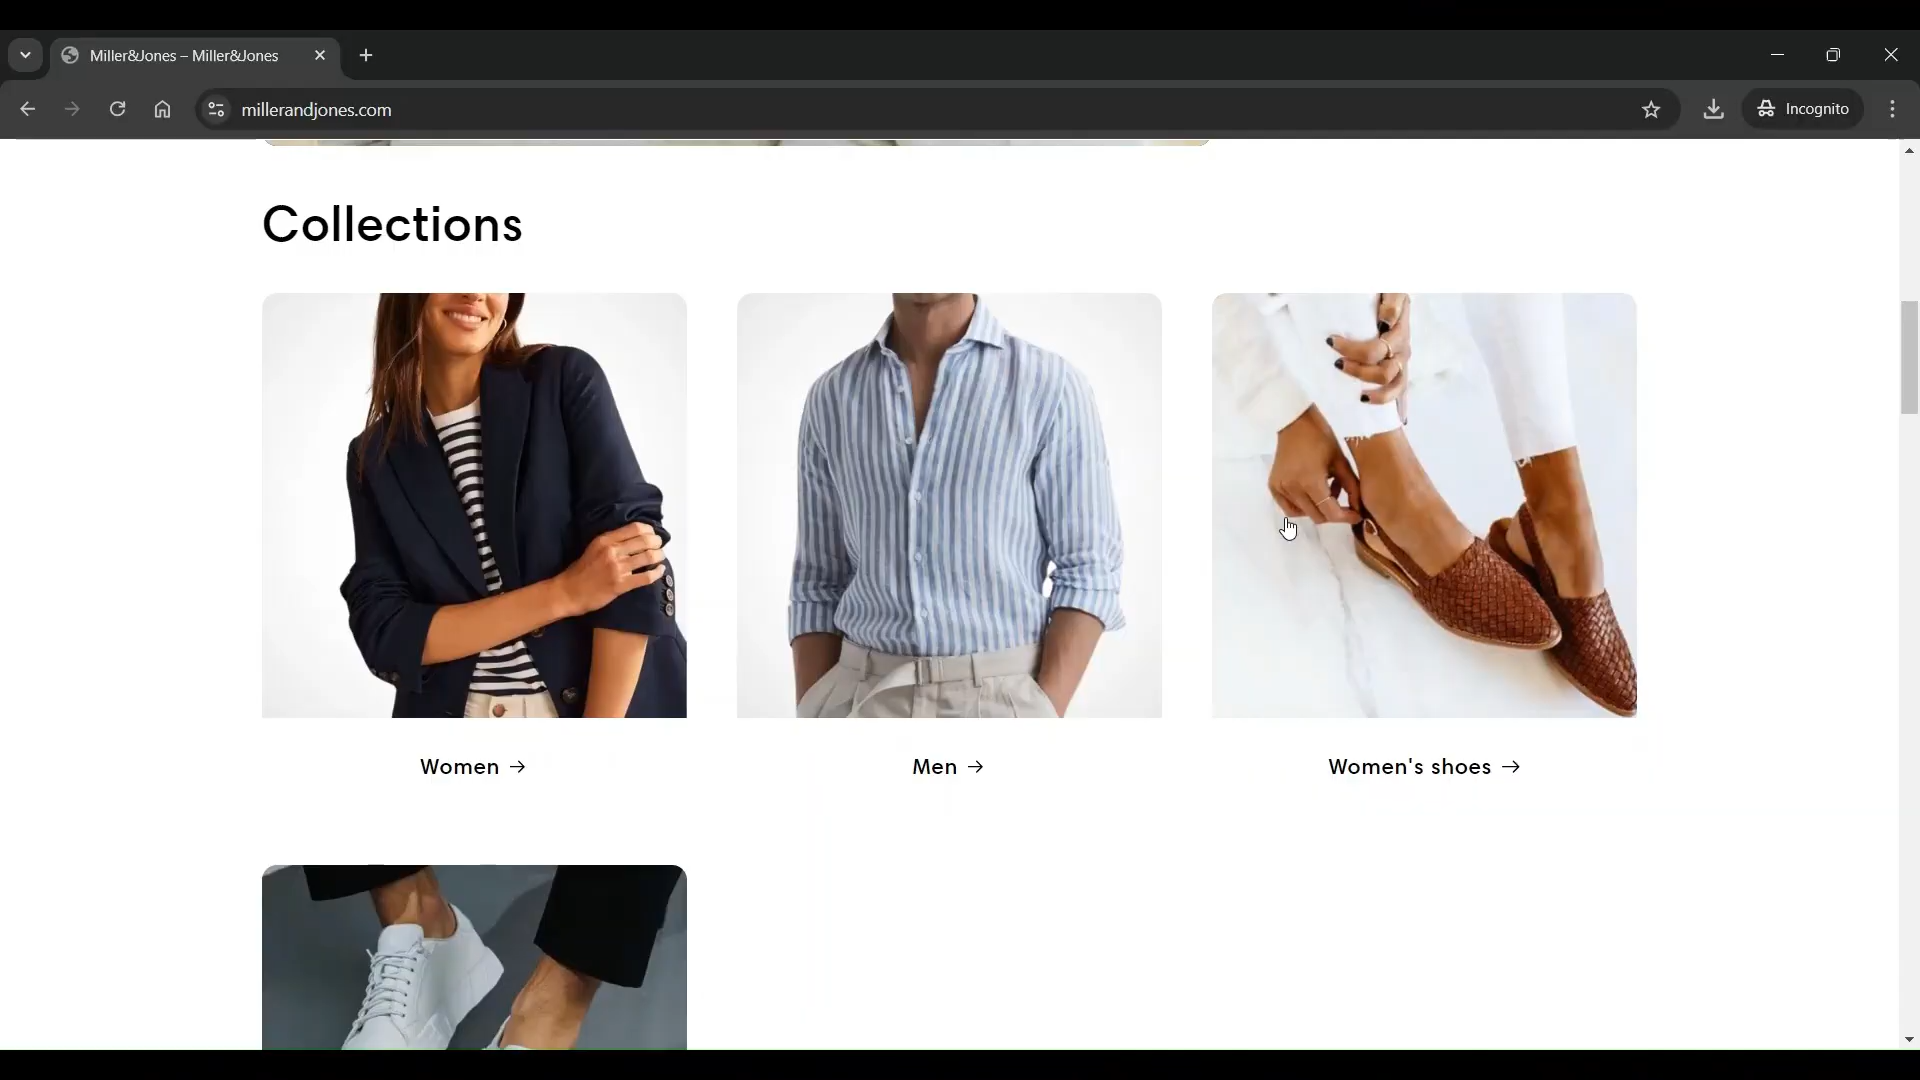 Miller&Jones – Miller&Jones
millerandjones.com
Incognito
Collections
Women →
Men →
Women's shoes →